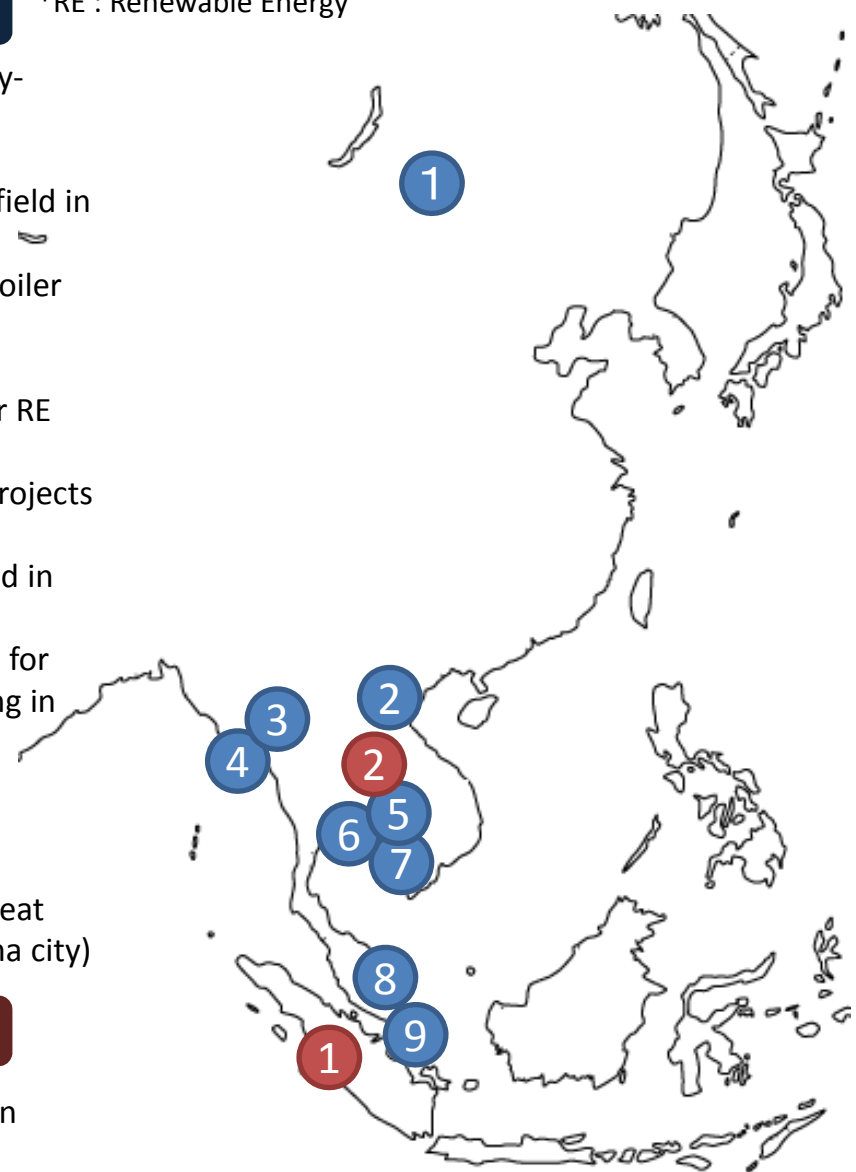 *RE : Renewable Energy
y-
field in
oiler
r RE
rojects
d in
for
ng in
eat
na city)
n
1
2
3
4
2
5
6
7
8
9
1